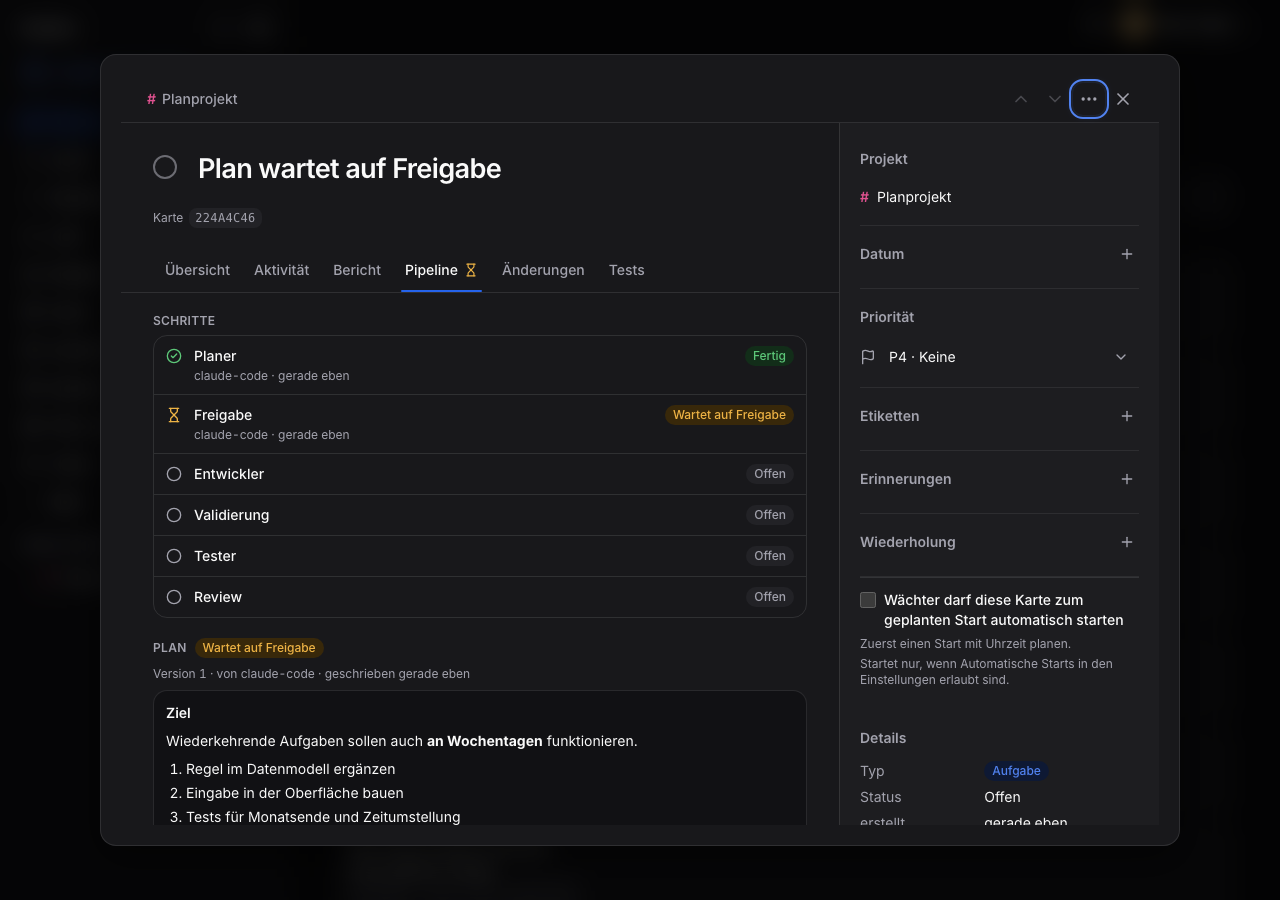 # Planprojekt
Plan wartet auf Freigabe
Karte 224A4C46
Übersicht Aktivität Bericht Pipeline Änderungen Tests
SCHRITTE
Planer Fertig
claude-code · gerade eben
Freigabe Wartet auf Freigabe
claude-code · gerade eben
Entwickler Offen
Validierung Offen
Tester Offen
Review Offen
PLAN Wartet auf Freigabe
Version 1 · von claude-code · geschrieben gerade eben
Ziel
Wiederkehrende Aufgaben sollen auch an Wochentagen funktionieren.
1. Regel im Datenmodell ergänzen
2. Eingabe in der Oberfläche bauen
3. Tests für Monatsende und Zeitumstellung
Projekt
# Planprojekt
Datum
Priorität
P4 · Keine
Etiketten
Erinnerungen
Wiederholung
Wächter darf diese Karte zum
geplanten Start automatisch starten
Zuerst einen Start mit Uhrzeit planen.
Startet nur, wenn Automatische Starts in den
Einstellungen erlaubt sind.
Details
Typ Aufgabe
Status Offen
erstellt gerade eben